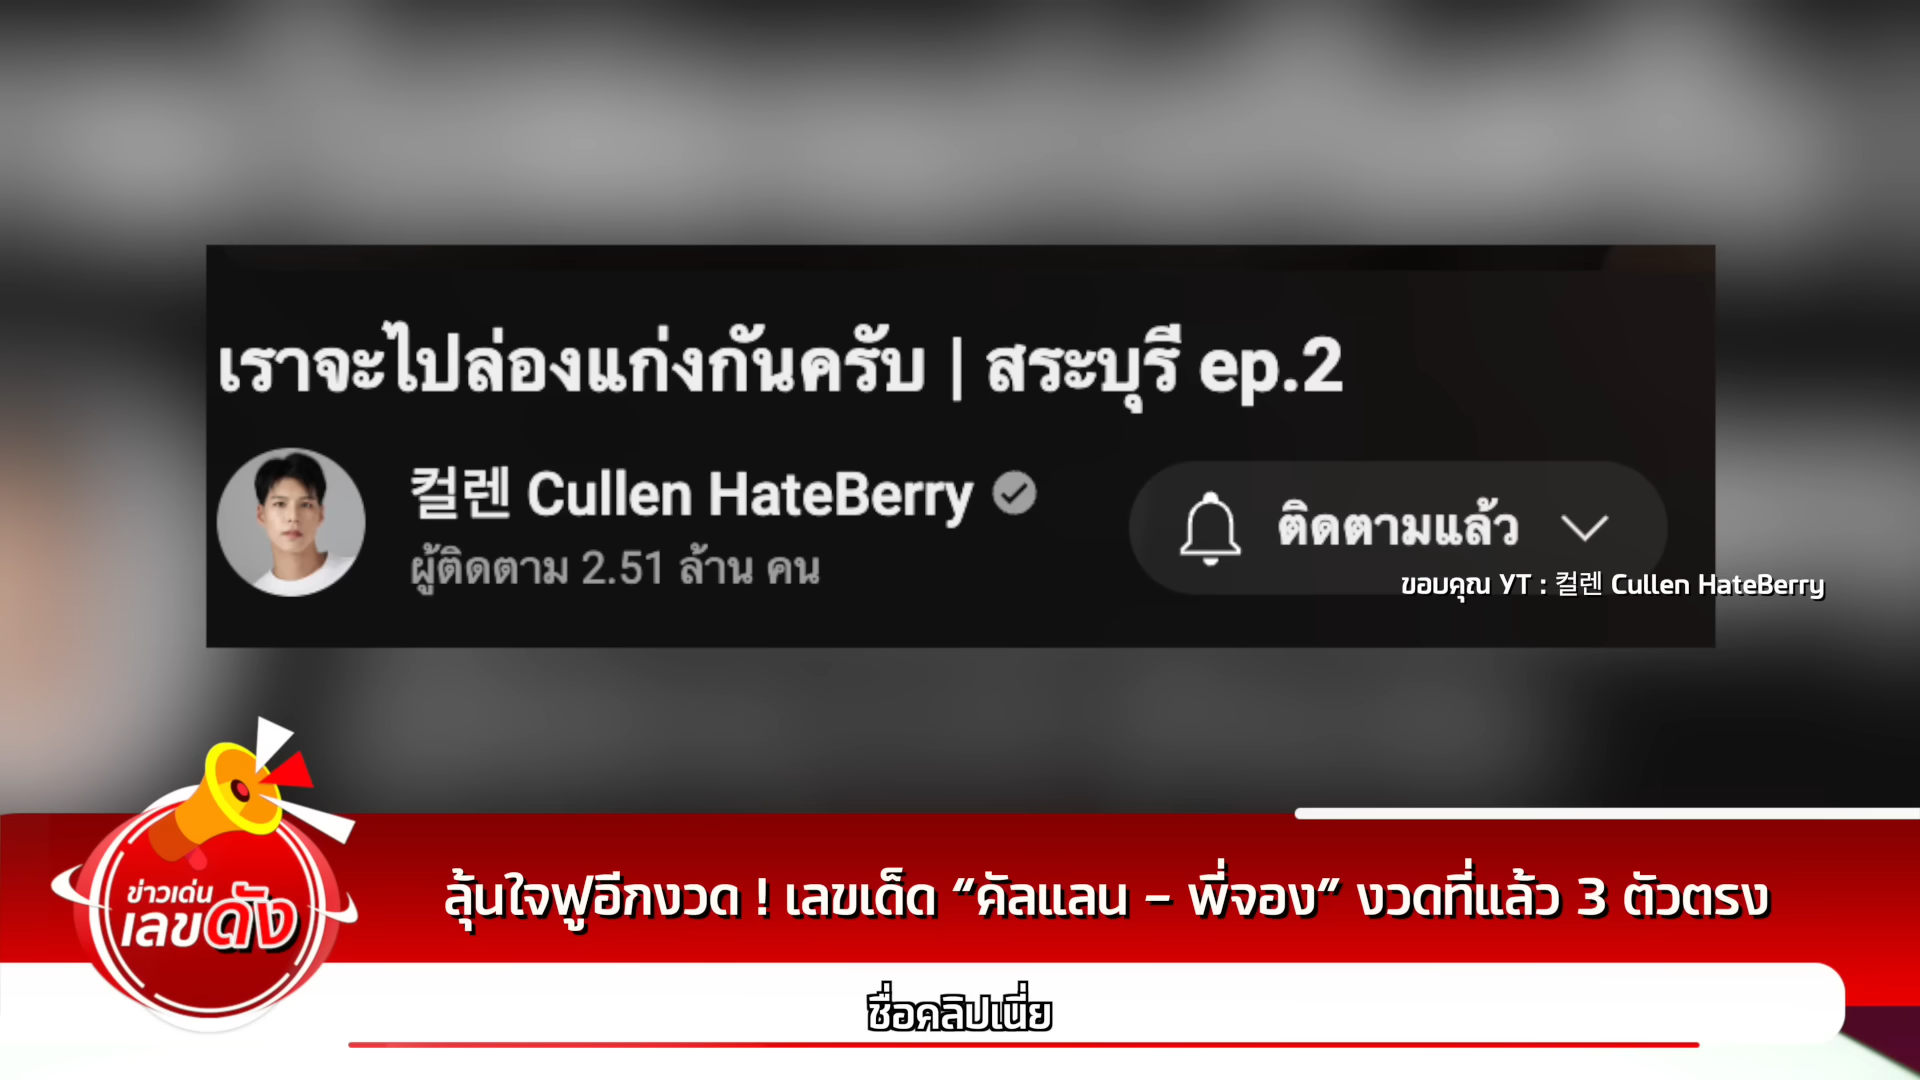 เราจะไปล่องแก่งกันครับ | สระบุรี ep.2
컬렌 Cullen HateBerry
ผู้ติดตาม 2.51 ล้าน คน
ติดตามแล้ว
ขอบคุณ YT : 컬렌 Cullen HateBerry
ข่าวเด่น
เลขดัง
ลุ้นใจฟูอีกงวด ! เลขเด็ด “คัลแลน – พี่จอง” งวดที่แล้ว 3 ตัวตรง
ชื่อคลิปเนี่ย